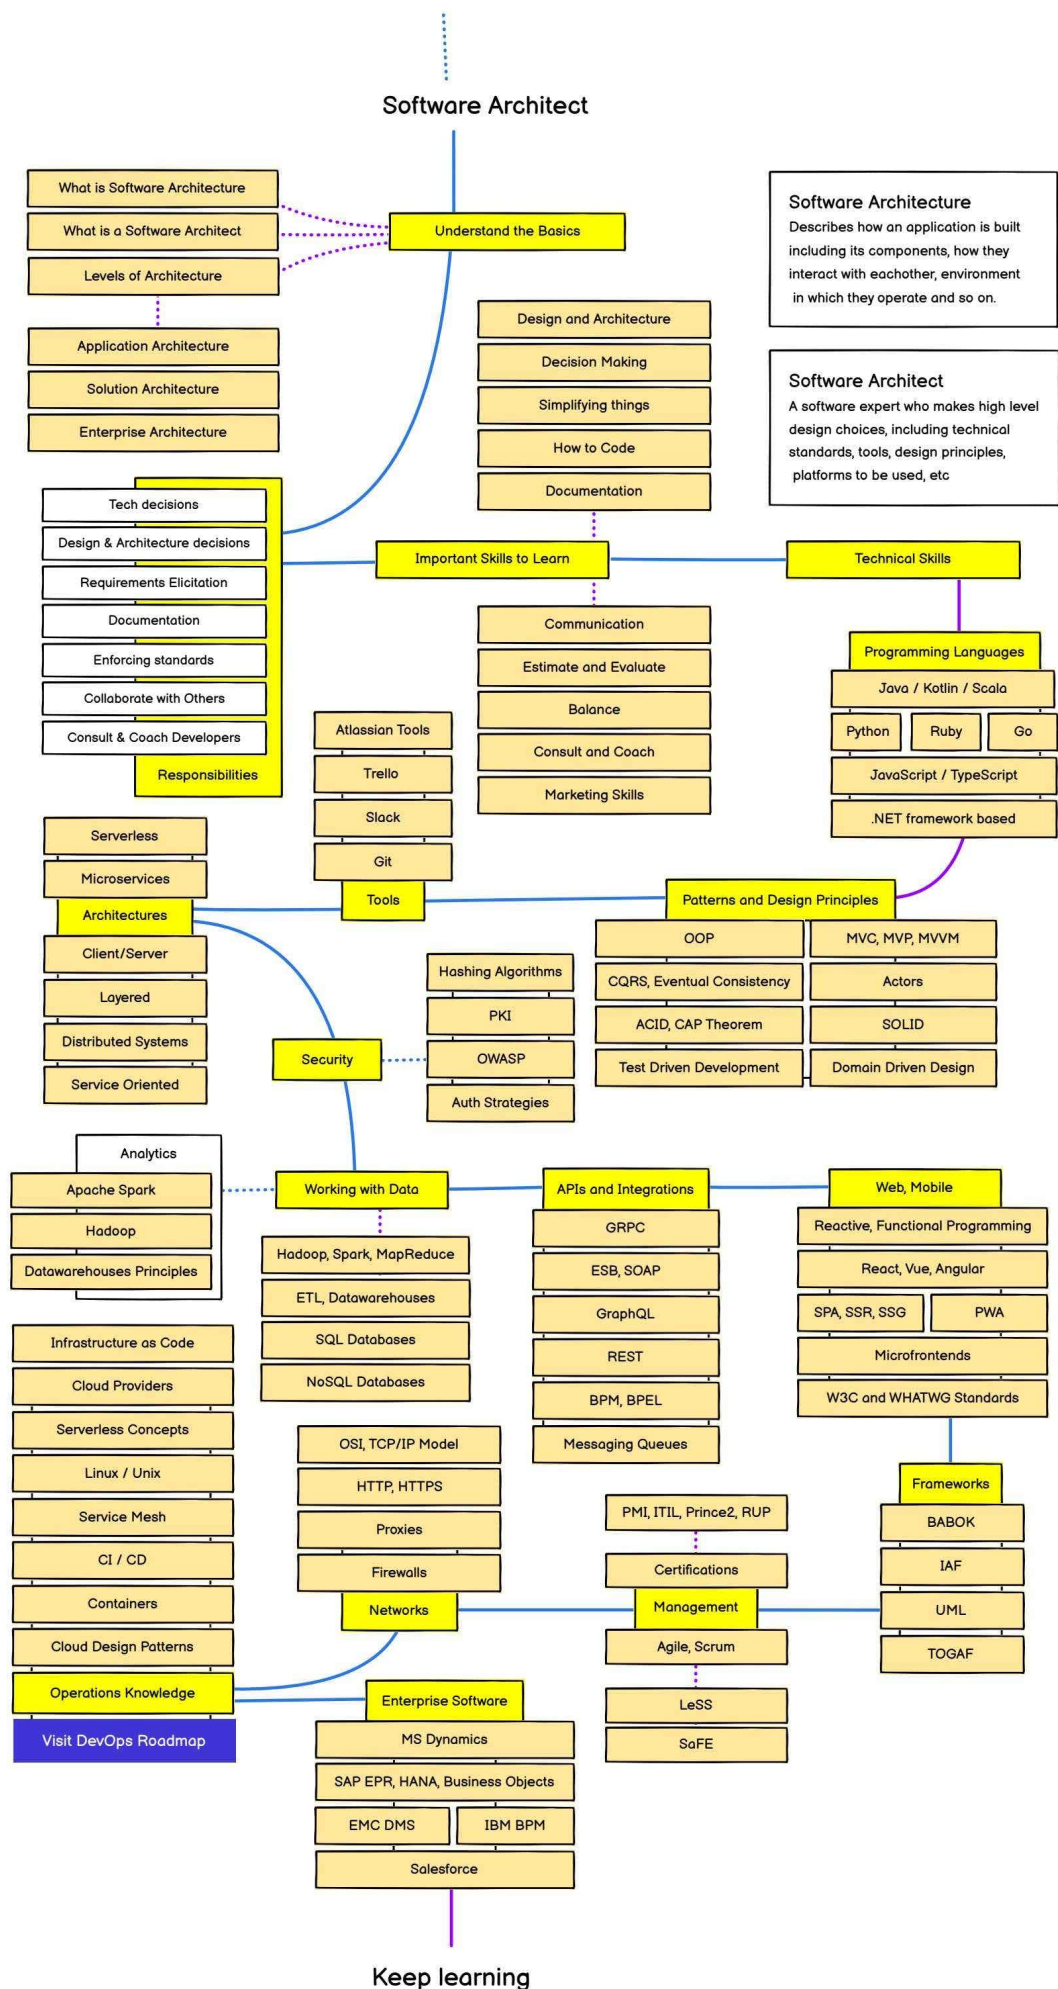 Software Architect
What is Software Architecture
What is a Software Architect
Levels of Architecture
Understand the Basics
Application Architecture
Solution Architecture
Enterprise Architecture
Software Architecture
Describes how an application is built
including its components, how they
interact with eachother, environment
in which they operate and so on.
Software Architect
A software expert who makes high level
design choices, including technical
standards, tools, design principles,
platforms to be used, etc
Design and Architecture
Decision Making
Simplifying things
How to Code
Documentation
Tech decisions
Design & Architecture decisions
Requirements Elicitation
Documentation
Enforcing standards
Collaborate with Others
Consult & Coach Developers
Responsibilities
Important Skills to Learn
Technical Skills
Communication
Estimate and Evaluate
Balance
Consult and Coach
Marketing Skills
Programming Languages
Java / Kotlin / Scala
Python
Ruby
Go
JavaScript / TypeScript
.NET framework based
Atlassian Tools
Trello
Slack
Git
Tools
Serverless
Microservices
Architectures
Client/Server
Layered
Distributed Systems
Service Oriented
Patterns and Design Principles
OOP
MVC, MVP, MVVM
CQRS, Eventual Consistency
Actors
ACID, CAP Theorem
SOLID
Test Driven Development
Domain Driven Design
Hashing Algorithms
PKI
OWASP
Auth Strategies
Security
Analytics
Apache Spark
Hadoop
Datawarehouses Principles
Working with Data
Hadoop, Spark, MapReduce
ETL, Datawarehouses
SQL Databases
NoSQL Databases
APIs and Integrations
GRPC
ESB, SOAP
GraphQL
REST
BPM, BPEL
Messaging Queues
Web, Mobile
Reactive, Functional Programming
React, Vue, Angular
SPA, SSR, SSG
PWA
Microfrontends
W3C and WHATWG Standards
Infrastructure as Code
Cloud Providers
Serverless Concepts
Linux / Unix
Service Mesh
CI / CD
Containers
Cloud Design Patterns
Operations Knowledge
Visit DevOps Roadmap
OSI, TCP/IP Model
HTTP, HTTPS
Proxies
Firewalls
Networks
PMI, ITIL, Prince2, RUP
Certifications
Management
Agile, Scrum
LeSS
SaFE
Frameworks
BABOK
IAF
UML
TOGAF
Enterprise Software
MS Dynamics
SAP EPR, HANA, Business Objects
EMC DMS
IBM BPM
Salesforce
Keep learning